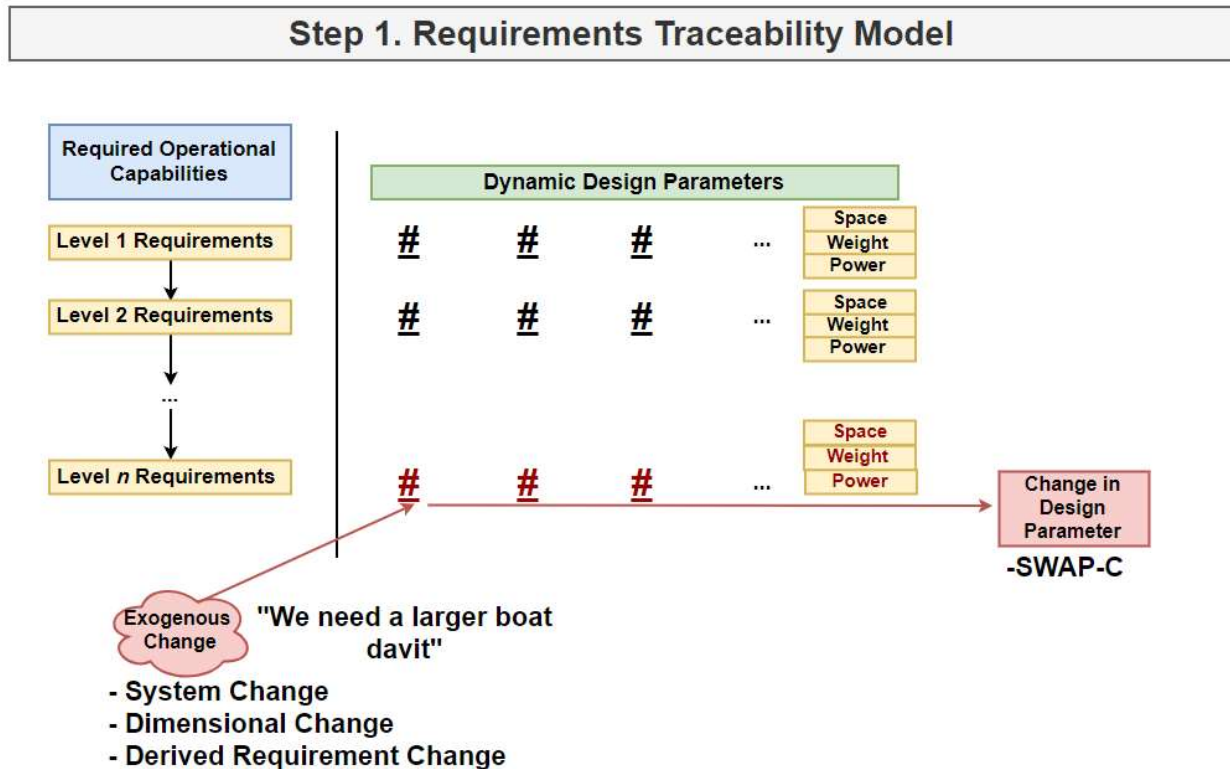 Step 1. Requirements Traceability Model
Required Operational
Capabilities
Dynamic Design Parameters
Level 1 Requirements
# # # ...
Space
Weight
Power
Level 2 Requirements
# # # ...
Space
Weight
Power
...
Level n Requirements
# # # ...
Space
Weight
Power
Change in
Design
Parameter
-SWAP-C
Exogenous
Change
"We need a larger boat
davit"
- System Change
- Dimensional Change
- Derived Requirement Change